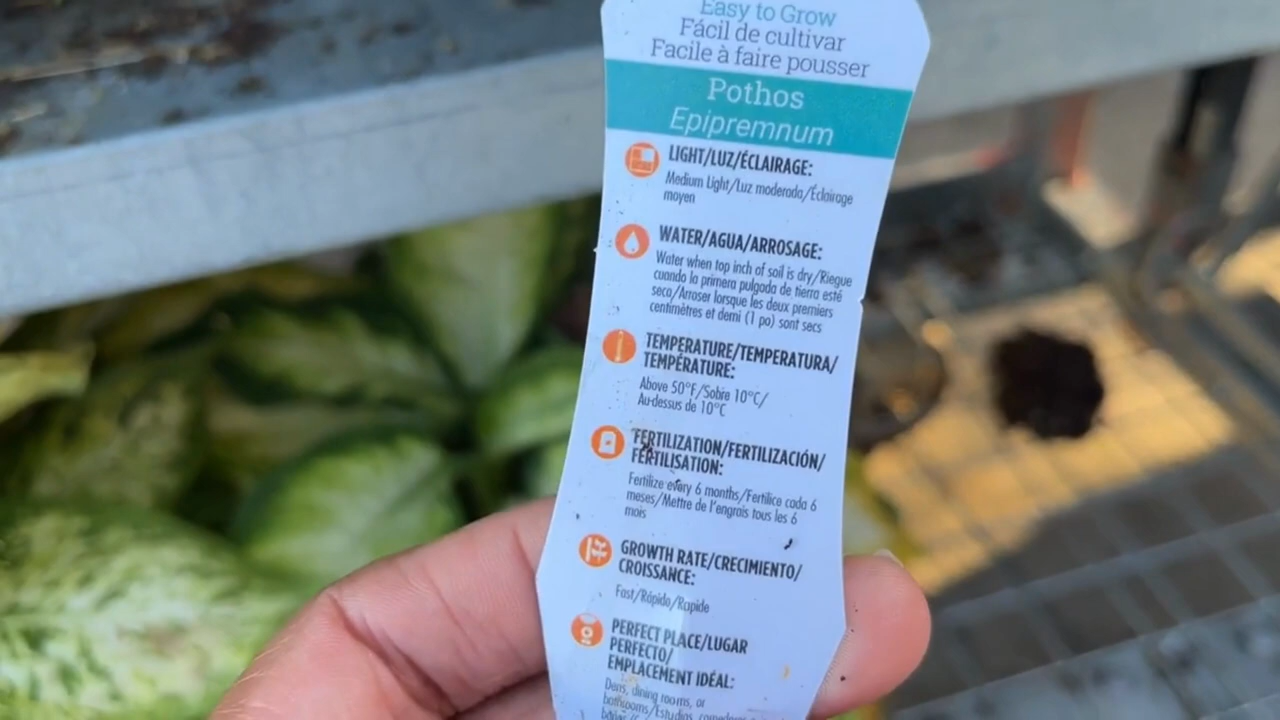 Easy to Grow
Fácil de cultivar
Facile à faire pousser
Pothos
Epipremnum
LIGHT/LUZ/ÉCLAIRAGE:
Medium Light/Luz moderada/Éclairage
moyen
WATER/AGUA/ARROSAGE:
Water when top inch of soil is dry/Riegue
cuando la primera pulgada de tierra esté
seca/Arroser lorsque les deux premiers
centimètres et demi (1 po) sont secs
TEMPERATURE/TEMPERATURA/
TEMPÉRATURE:
Above 50°F/Sobre 10°C/
Au-dessus de 10°C
FERTILIZATION/FERTILIZACIÓN/
FERTILISATION:
Fertilize every 6 months/Fertilice cada 6
meses/Mettre de l'engrais tous les 6
mois
GROWTH RATE/CRECIMIENTO/
CROISSANCE:
Fast/Rápido/Rapide
PERFECT PLACE/LUGAR
PERFECTO/
EMPLACEMENT IDÉAL:
Dens, dining rooms, or
bathrooms/Estudios,